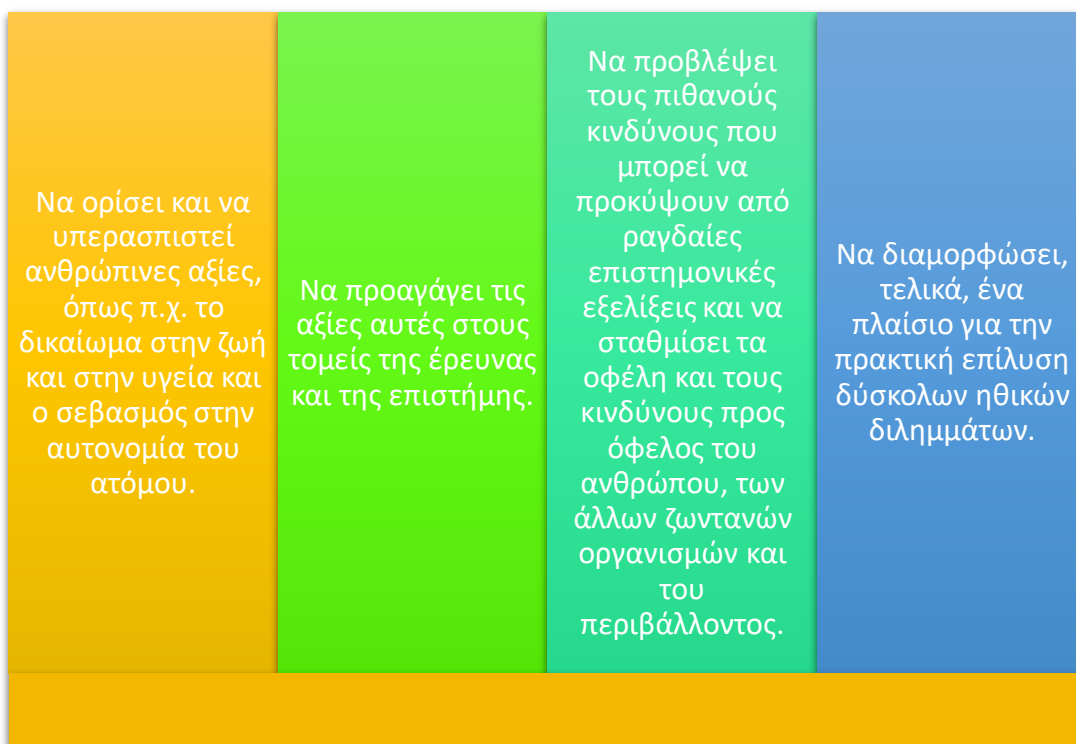 Να ορίσει και να
υπερασπιστεί
ανθρώπινες αξίες,
όπως π.χ. το
δικαίωμα στην ζωή
και στην υγεία και
ο σεβασμός στην
αυτονομία του
ατόμου.
Να προαγάγει τις
αξίες αυτές στους
τομείς της έρευνας
και της επιστήμης.
Να προβλέψει
τους πιθανούς
κινδύνους που
μπορεί να
προκύψουν από
ραγδαίες
επιστημονικές
εξελίξεις και να
σταθμίσει τα
οφέλη και τους
κινδύνους προς
όφελος του
ανθρώπου, των
άλλων ζωντανών
οργανισμών και
του
περιβάλλοντος.
Να διαμορφώσει,
τελικά, ένα
πλαίσιο για την
πρακτική επίλυση
δύσκολων ηθικών
διλημμάτων.